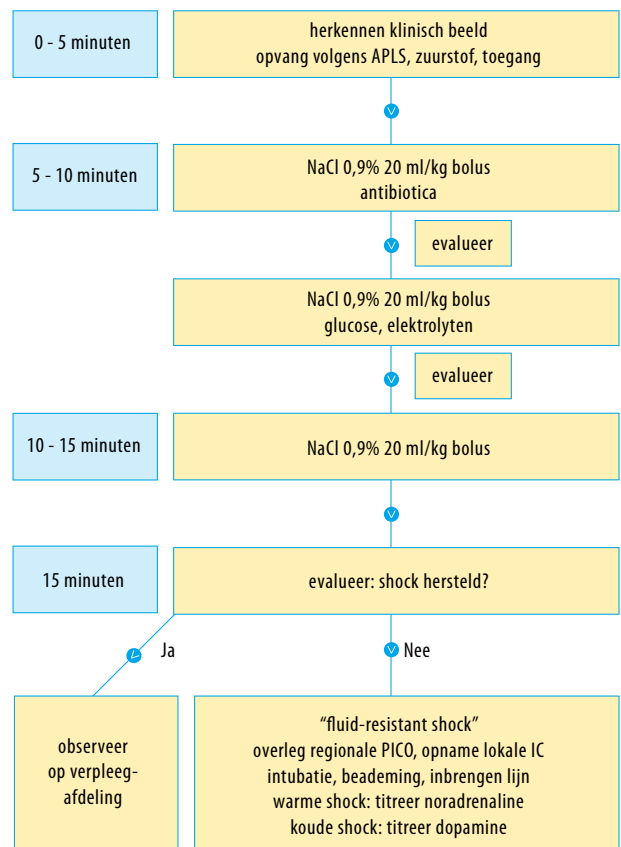 0 - 5 minuten
herkennen klinisch beeld
opvang volgens APLS, zuurstof, toegang
5 - 10 minuten
NaCl 0,9% 20 ml/kg bolus
antibiotica
evalueer
NaCl 0,9% 20 ml/kg bolus
glucose, elektrolyten
evalueer
10 - 15 minuten
NaCl 0,9% 20 ml/kg bolus
15 minuten
evalueer: shock hersteld?
Ja
Nee
observeer
op verpleeg-
afdeling
“fluid-resistant shock”
overleg regionale PICO, opname lokale IC
intubatie, beademing, inbrengen lijn
warme shock: titreer noradrenaline
koude shock: titreer dopamine